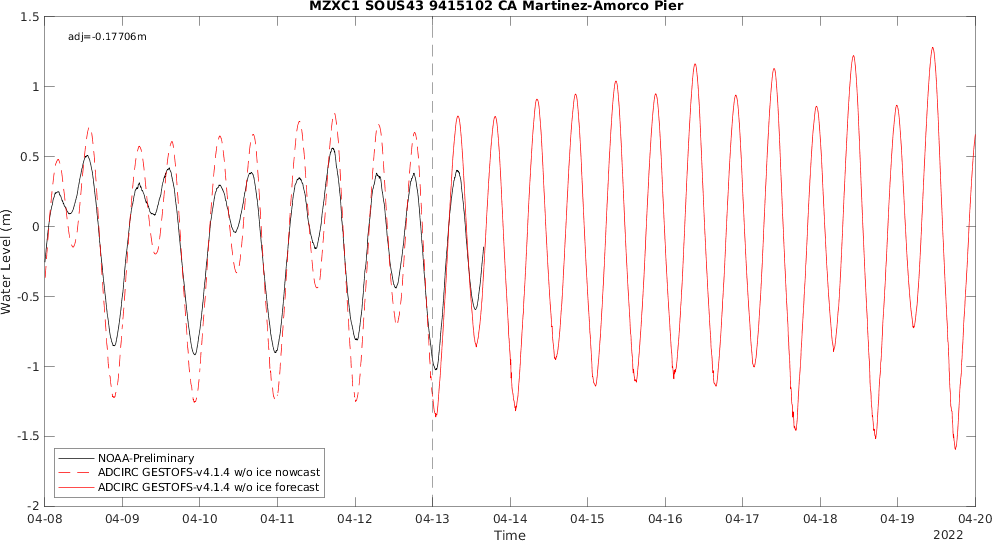 MZXC1 SOUS43 9415102 CA Martinez-Amorco Pier
adj=-0.17706m
1.5
1
0.5
0
-0.5
-1
-1.5
-2
Water Level (m)
NOAA-Preliminary
ADCIRC GESTOFS-v4.1.4 w/o ice nowcast
ADCIRC GESTOFS-v4.1.4 w/o ice forecast
04-08 04-09 04-10 04-11 04-12 04-13 04-14 04-15 04-16 04-17 04-18 04-19 04-20
Time
2022